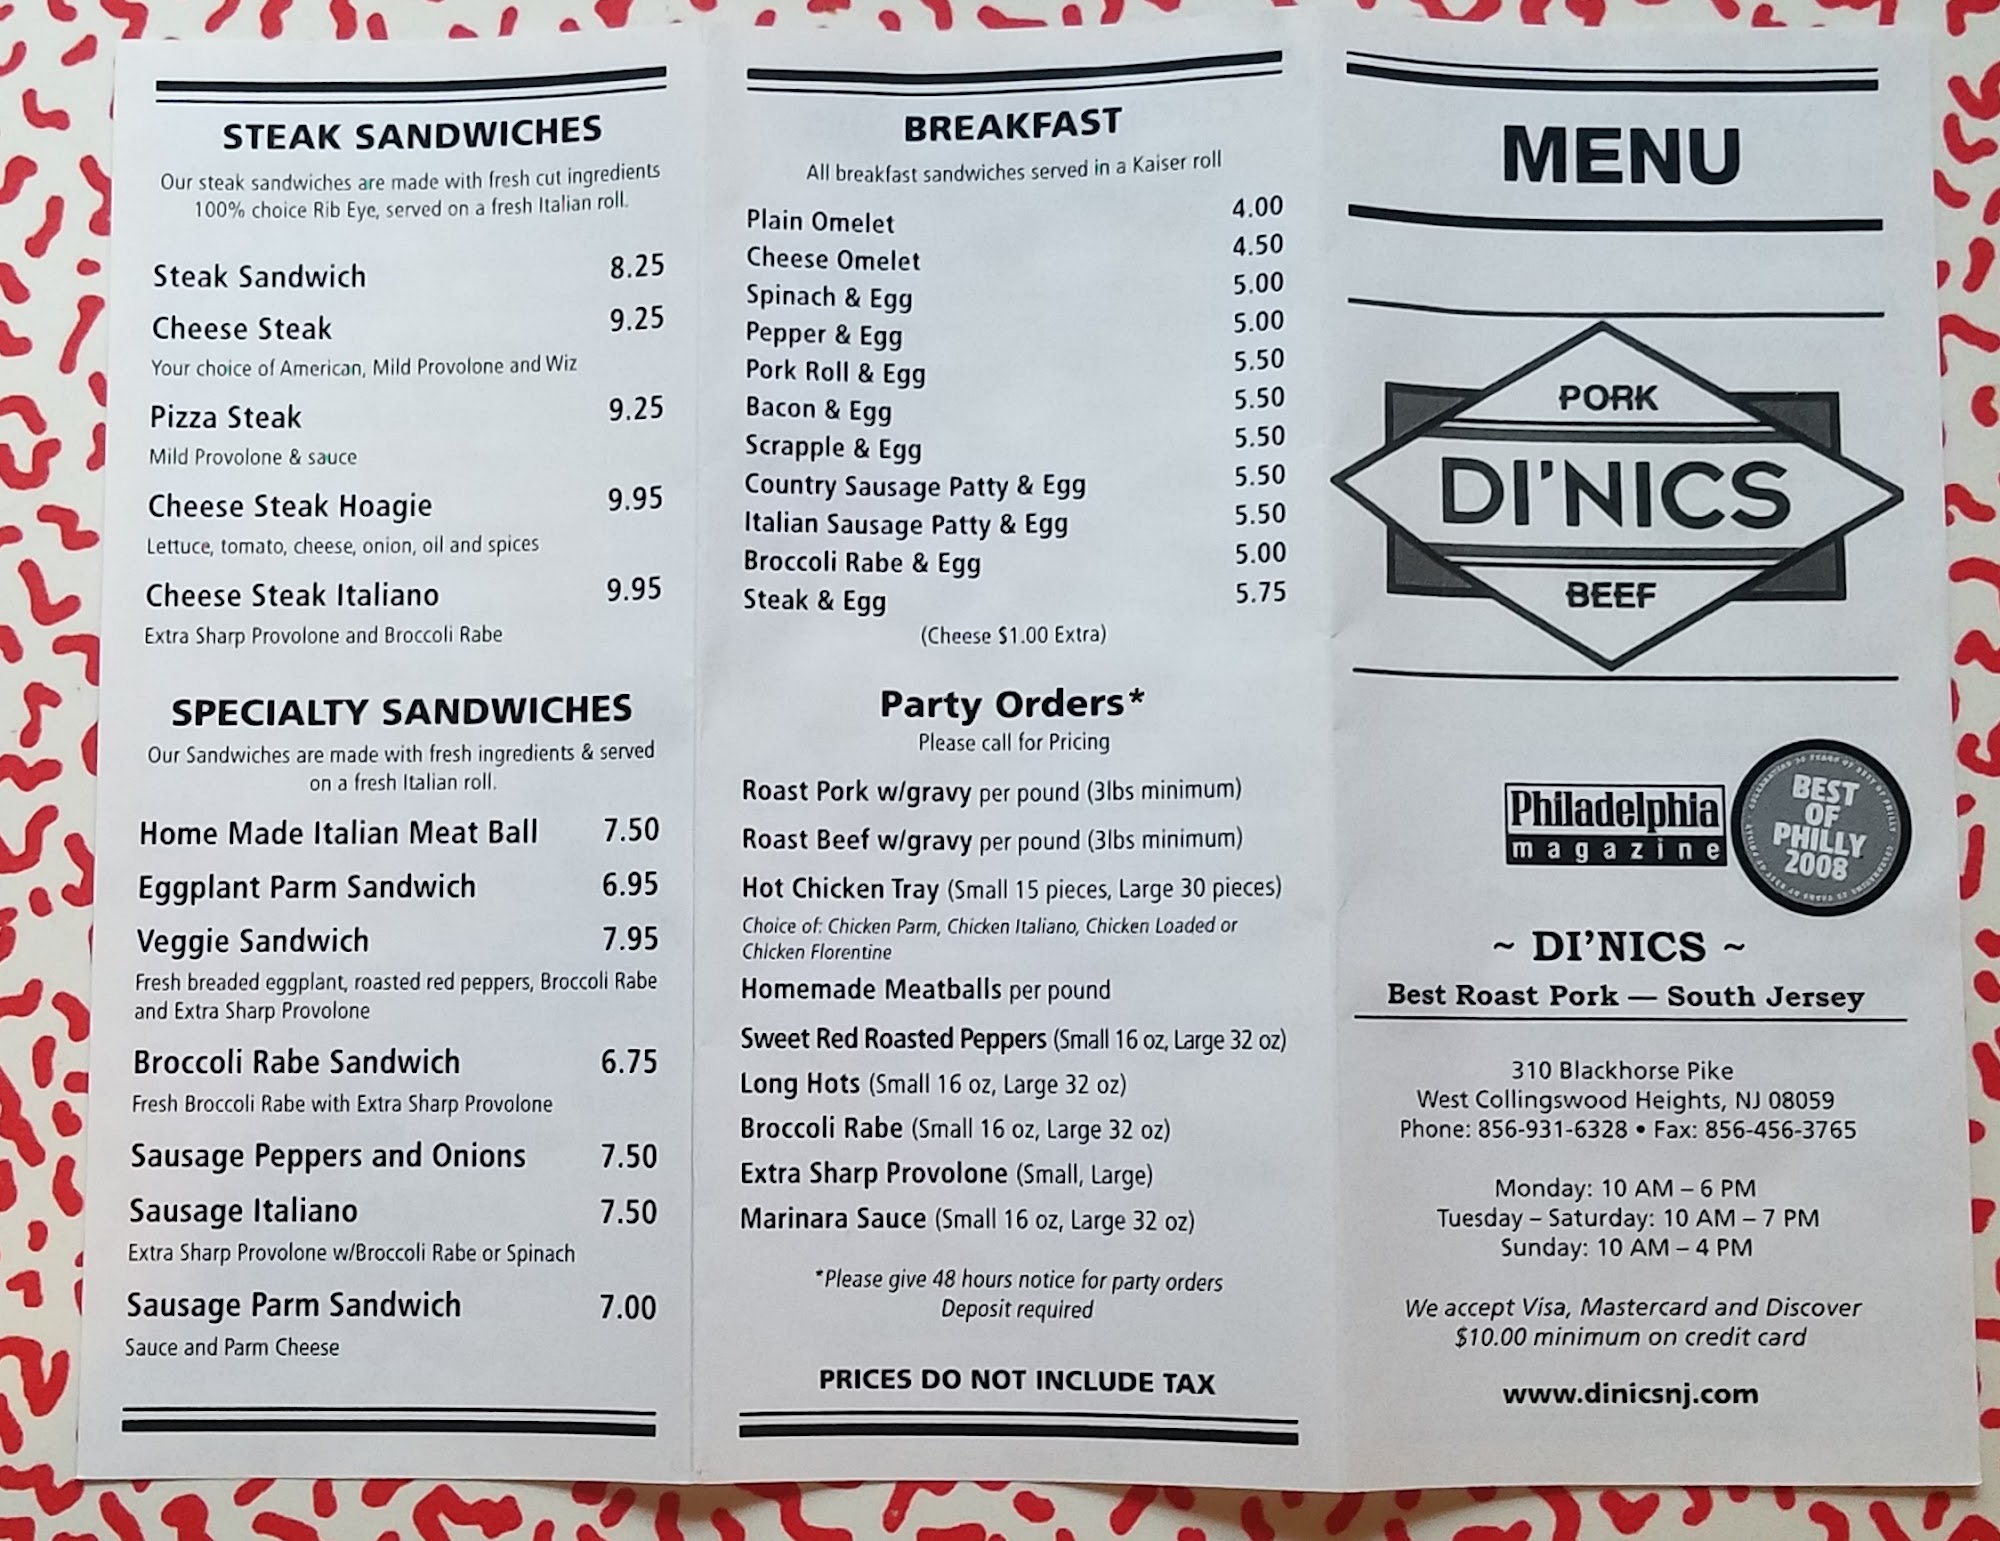 STEAK SANDWICHES
Our steak sandwiches are made with fresh cut ingredients
100% choice Rib Eye, served on a fresh Italian roll.
Steak Sandwich 8.25
Cheese Steak 9.25
Your choice of American, Mild Provolone and Wiz
Pizza Steak 9.25
Mild Provolone & sauce
Cheese Steak Hoagie 9.95
Lettuce, tomato, cheese, onion, oil and spices
Cheese Steak Italiano 9.95
Extra Sharp Provolone and Broccoli Rabe
SPECIALTY SANDWICHES
Our Sandwiches are made with fresh ingredients & served
on a fresh Italian roll.
Home Made Italian Meat Ball 7.50
Eggplant Parm Sandwich 6.95
Veggie Sandwich 7.95
Fresh breaded eggplant, roasted red peppers, Broccoli Rabe
and Extra Sharp Provolone
Broccoli Rabe Sandwich 6.75
Fresh Broccoli Rabe with Extra Sharp Provolone
Sausage Peppers and Onions 7.50
Sausage Italiano 7.50
Extra Sharp Provolone w/Broccoli Rabe or Spinach
Sausage Parm Sandwich 7.00
Sauce and Parm Cheese
BREAKFAST
All breakfast sandwiches served in a Kaiser roll
Plain Omelet 4.00
Cheese Omelet 4.50
Spinach & Egg 5.00
Pepper & Egg 5.00
Pork Roll & Egg 5.50
Bacon & Egg 5.50
Scrapple & Egg 5.50
Country Sausage Patty & Egg 5.50
Italian Sausage Patty & Egg 5.50
Broccoli Rabe & Egg 5.00
Steak & Egg 5.75
(Cheese $1.00 Extra)
Party Orders*
Please call for Pricing
Roast Pork w/gravy per pound (3lbs minimum)
Roast Beef w/gravy per pound (3lbs minimum)
Hot Chicken Tray (Small 15 pieces, Large 30 pieces)
Choice of: Chicken Parm, Chicken Italiano, Chicken Loaded or
Chicken Florentine
Homemade Meatballs per pound
Sweet Red Roasted Peppers (Small 16 oz, Large 32 oz)
Long Hots (Small 16 oz, Large 32 oz)
Broccoli Rabe (Small 16 oz, Large 32 oz)
Extra Sharp Provolone (Small, Large)
Marinara Sauce (Small 16 oz, Large 32 oz)
*Please give 48 hours notice for party orders
Deposit required
PRICES DO NOT INCLUDE TAX
MENU
PORK
DI'NICS
BEEF
Philadelphia
magazine
BEST
OF
PHILLY
2008
~ DI'NICS ~
Best Roast Pork — South Jersey
310 Blackhorse Pike
West Collingswood Heights, NJ 08059
Phone: 856-931-6328 • Fax: 856-456-3765
Monday: 10 AM – 6 PM
Tuesday – Saturday: 10 AM – 7 PM
Sunday: 10 AM – 4 PM
We accept Visa, Mastercard and Discover
$10.00 minimum on credit card
www.dinicsnj.com